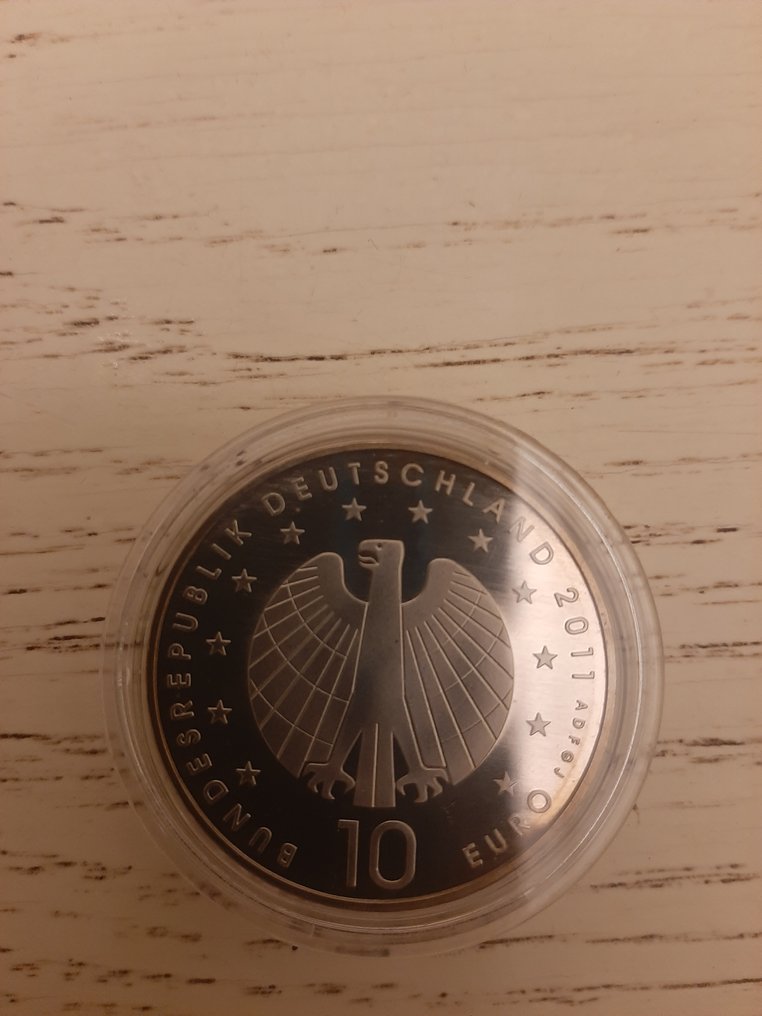 BUNDESREPUBLIK DEUTSCHLAND 2011 ADFGJ
10 EURO